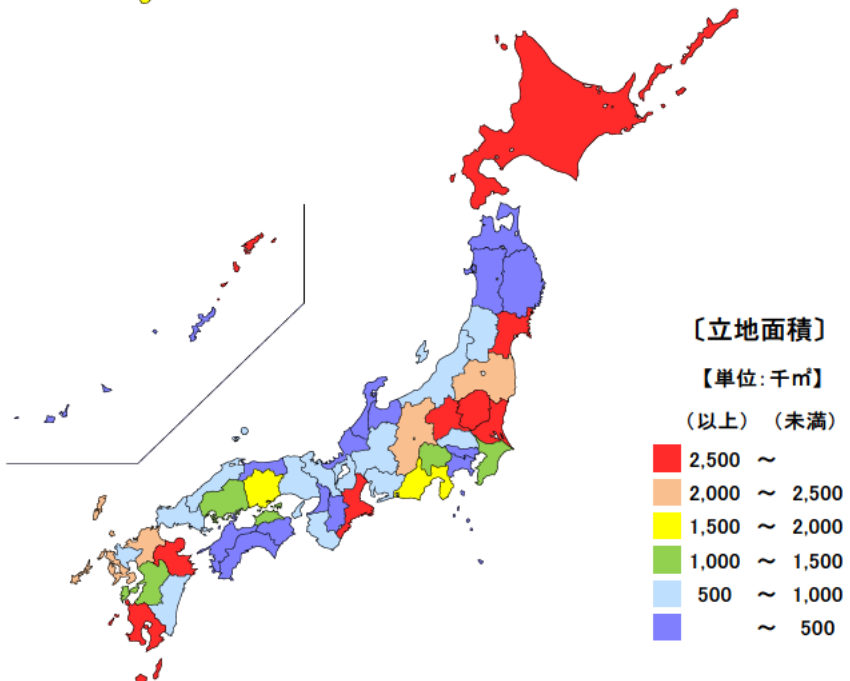 〔立地面積〕
【単位:千㎡】
(以上) (未満)
2,500 ～
2,000 ～ 2,500
1,500 ～ 2,000
1,000 ～ 1,500
500 ～ 1,000
～ 500